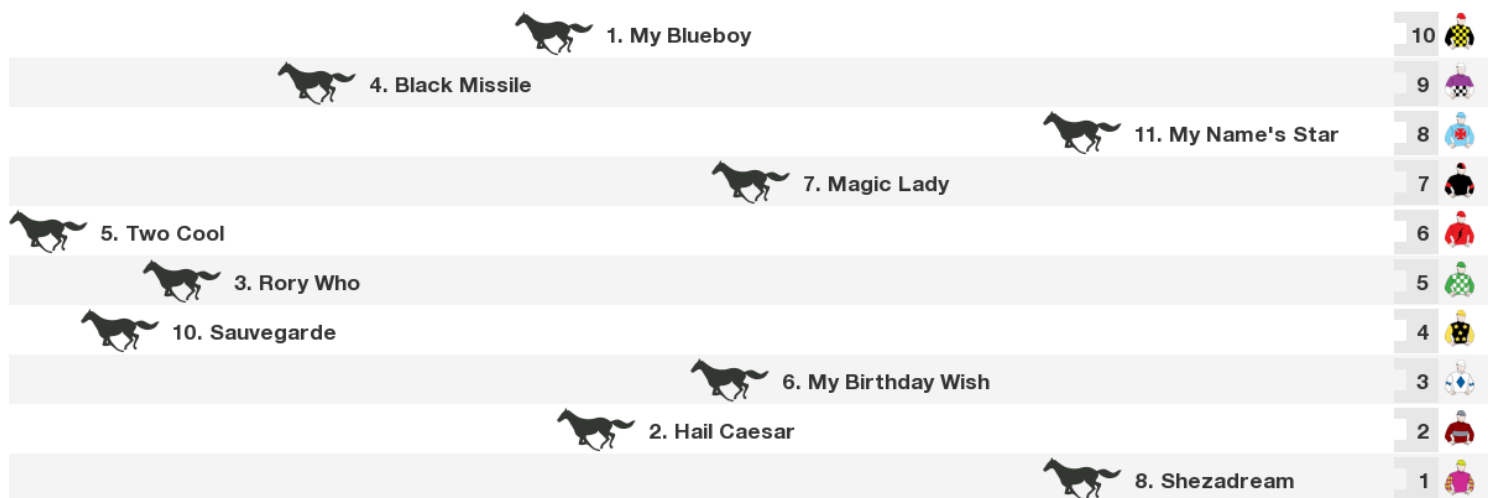 1. My Blueboy 10
4. Black Missile 9
11. My Name's Star 8
7. Magic Lady 7
5. Two Cool 6
3. Rory Who 5
10. Sauvegarde 4
6. My Birthday Wish 3
2. Hail Caesar 2
8. Shezadream 1